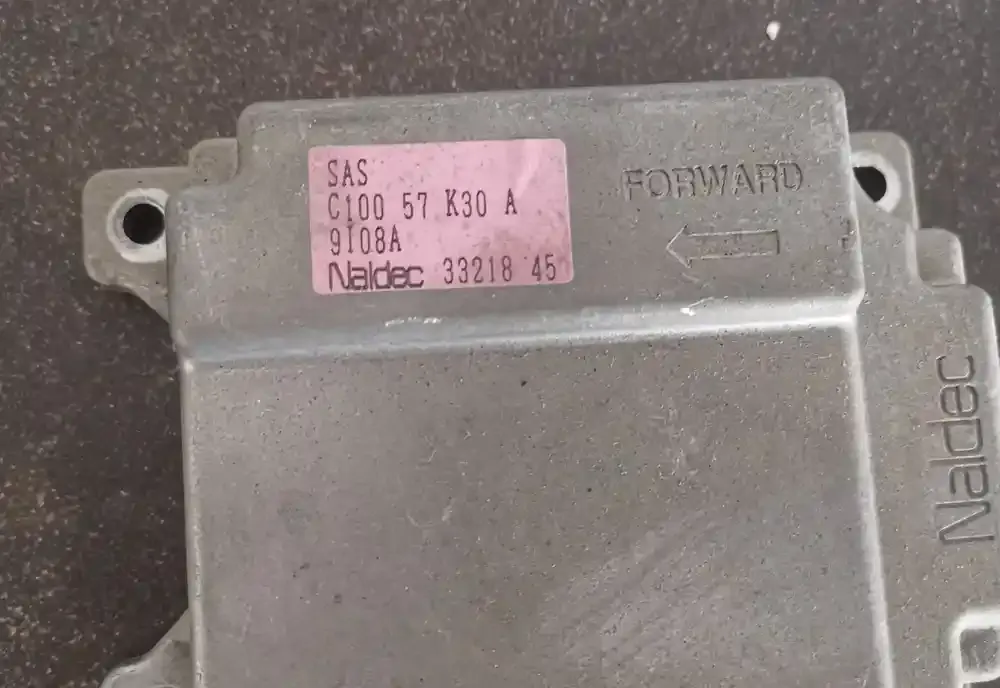 SAS
C100 57 K30 A
9I08A
Naldec 33218 45
FORWARD
Naldec